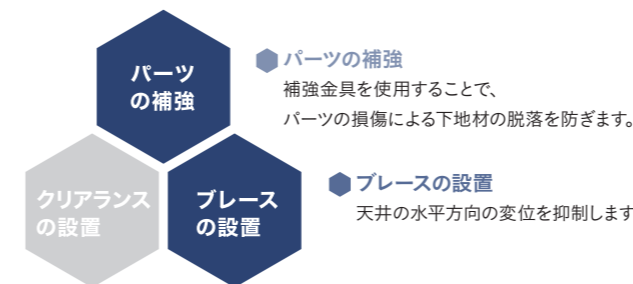 パーツ
の補強
パーツの補強
補強金具を使用することで、
パーツの損傷による下地材の脱落を防ぎます。
クリアランス
の設置
ブレース
の設置
ブレースの設置
天井の水平方向の変位を抑制します